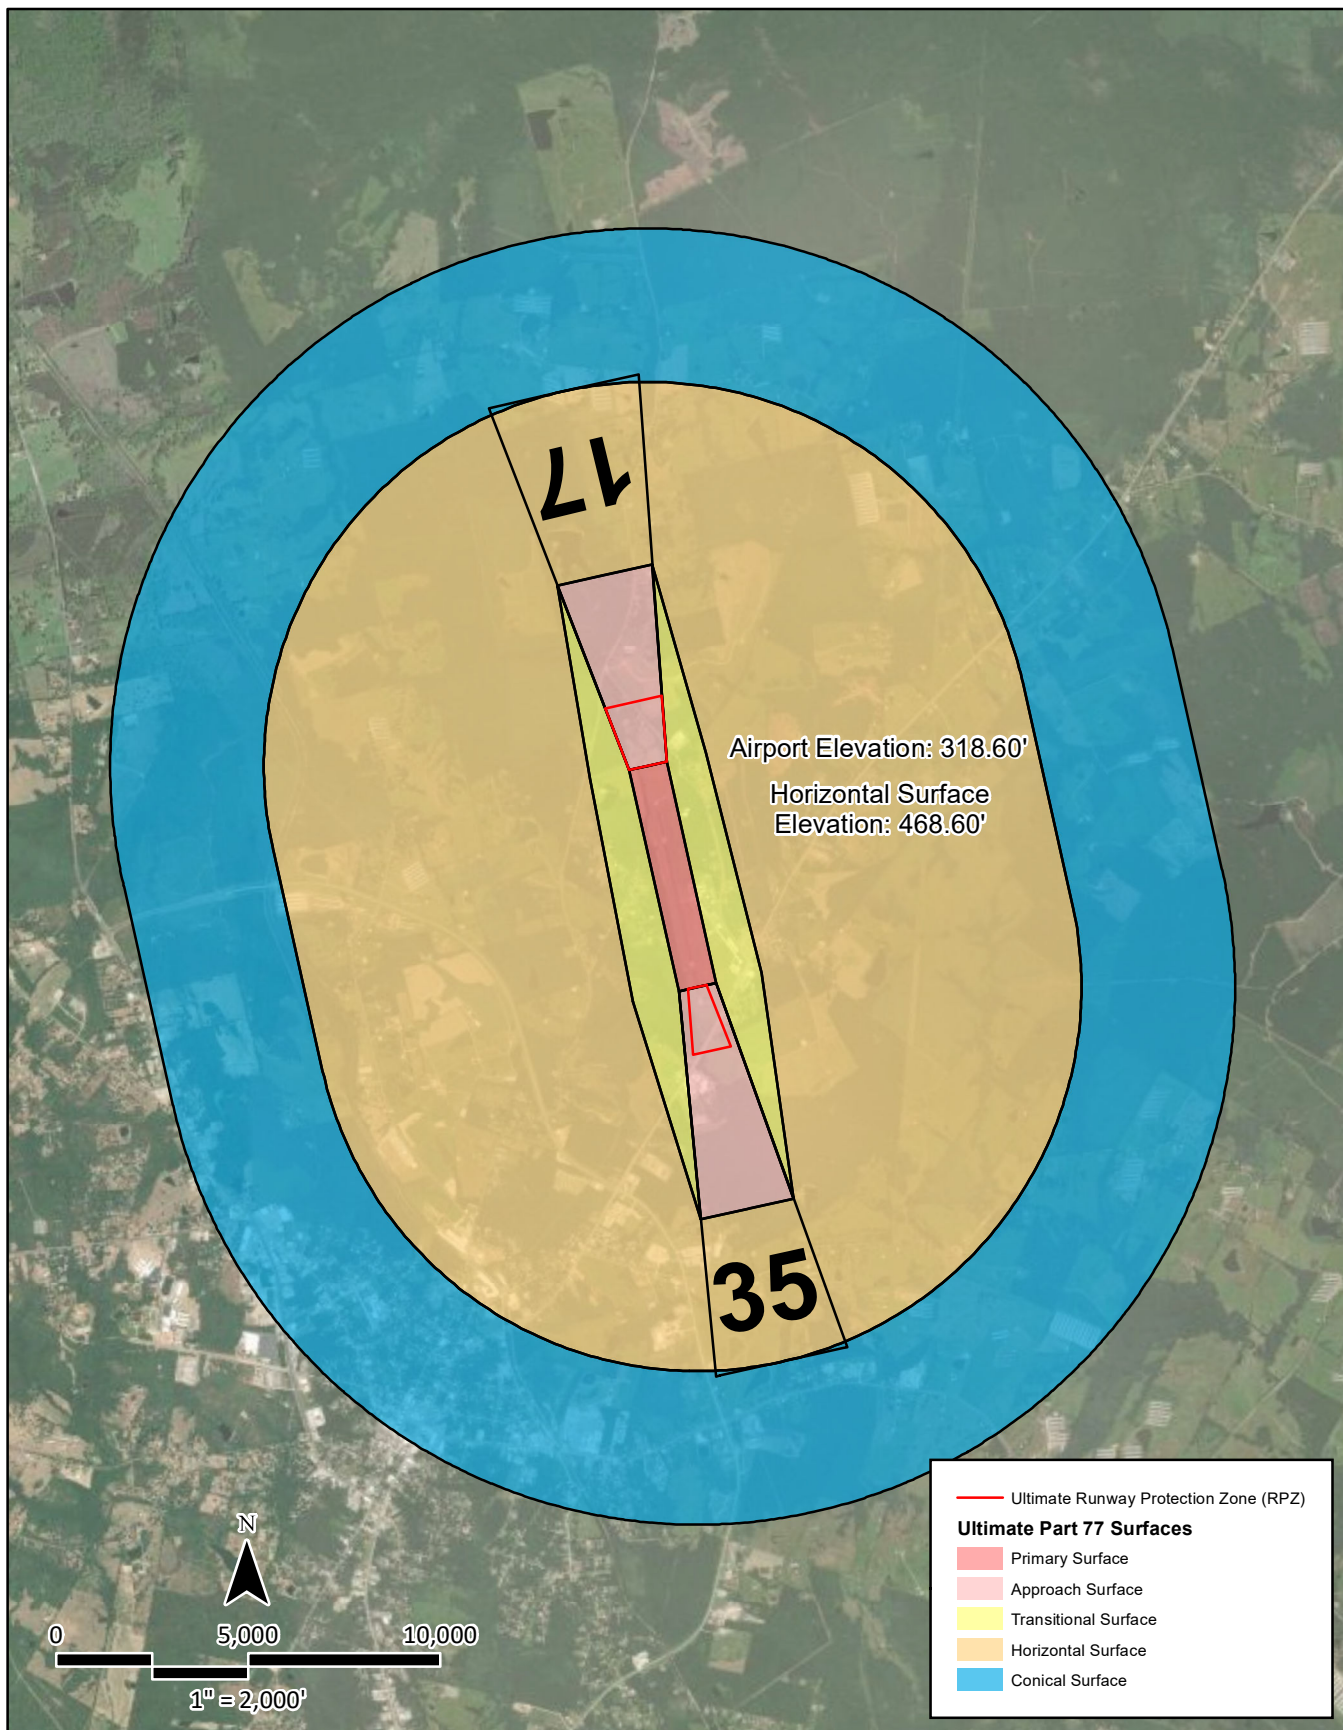 17
Airport Elevation: 318.60'
Horizontal Surface
Elevation: 468.60'
35
Ultimate Runway Protection Zone (RPZ)
Ultimate Part 77 Surfaces
Primary Surface
Approach Surface
Transitional Surface
Horizontal Surface
Conical Surface
N
0 5,000 10,000
1" = 2,000'